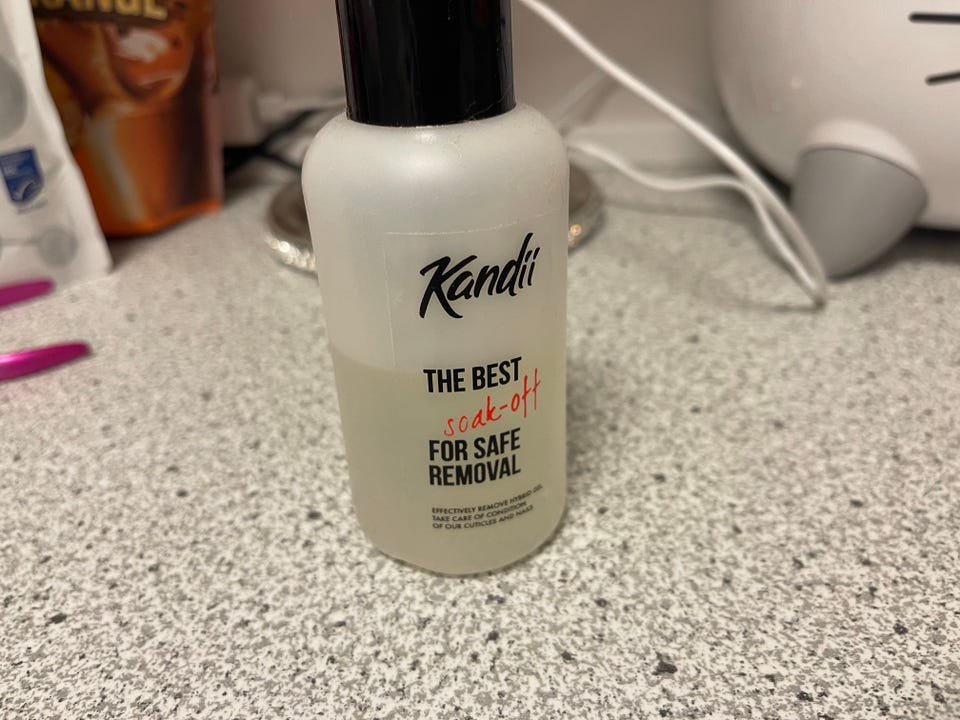 Kandii
THE BEST
soak-off
FOR SAFE
REMOVAL
EFFECTIVELY REMOVE HYBRID GEL
TAKE CARE OF CONDITION
OF OUR CUTICLES AND NAILS